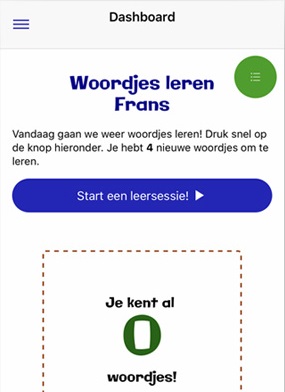 Dashboard
Woordjes leren
Frans
Vandaag gaan we weer woordjes leren! Druk snel op
de knop hieronder. Je hebt 4 nieuwe woordjes om te
leren.
Start een leersessie! ▶
Je kent al
0
woordjes!